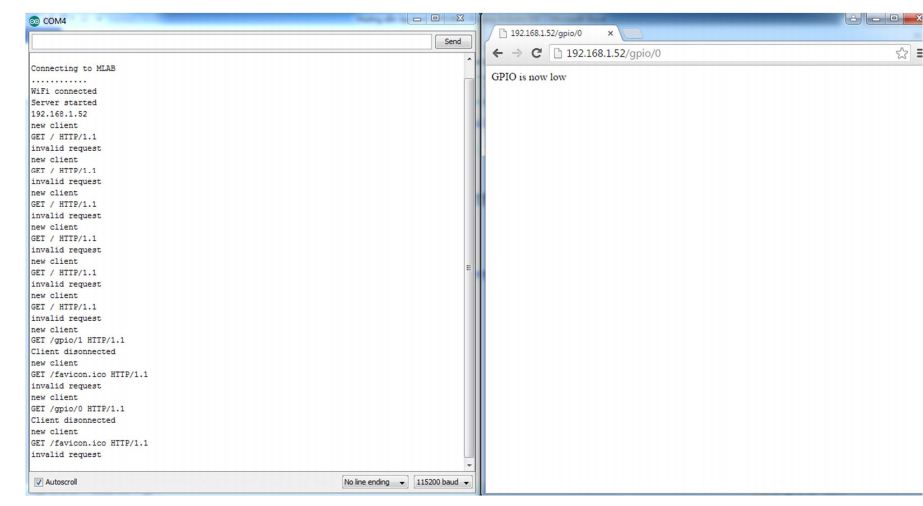 COM4
Send
Connecting to MLAB
............
WiFi connected
Server started
192.168.1.52
new client
GET / HTTP/1.1
invalid request
new client
GET / HTTP/1.1
invalid request
new client
GET / HTTP/1.1
invalid request
new client
GET / HTTP/1.1
invalid request
new client
GET / HTTP/1.1
invalid request
new client
GET / HTTP/1.1
invalid request
new client
GET /gpio/1 HTTP/1.1
Client disonnected
new client
GET /favicon.ico HTTP/1.1
invalid request
new client
GET /gpio/0 HTTP/1.1
Client disonnected
new client
GET /favicon.ico HTTP/1.1
invalid request
Autoscroll
No line ending
115200 baud
192.168.1.52/gpio/0
192.168.1.52/gpio/0
GPIO is now low